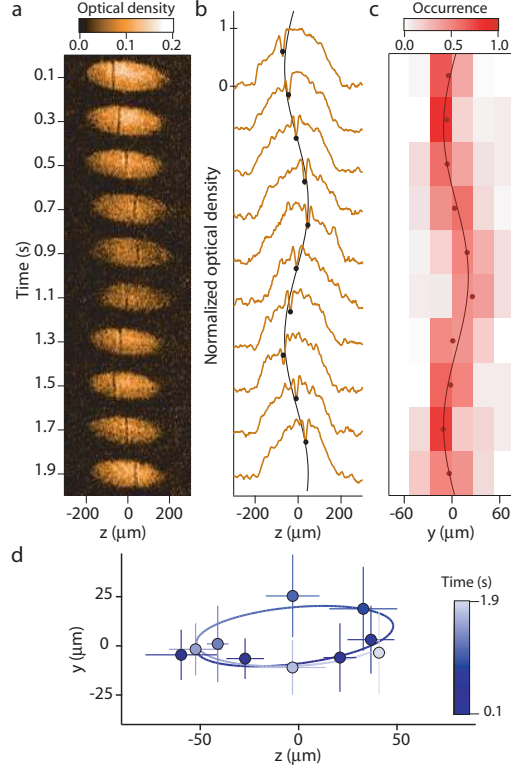 a
Optical density
0.0 0.1 0.2
Time (s)
0.1
0.3
0.5
0.7
0.9
1.1
1.3
1.5
1.7
1.9
-200 0 200
z (μm)
b
Normalized optical density
1
0
-200 0 200
z (μm)
c
Occurrence
0.0 0.5 1.0
-60 0 60
y (μm)
d
y (μm)
25
0
-25
-50 0 50
z (μm)
Time (s)
1.9
0.1